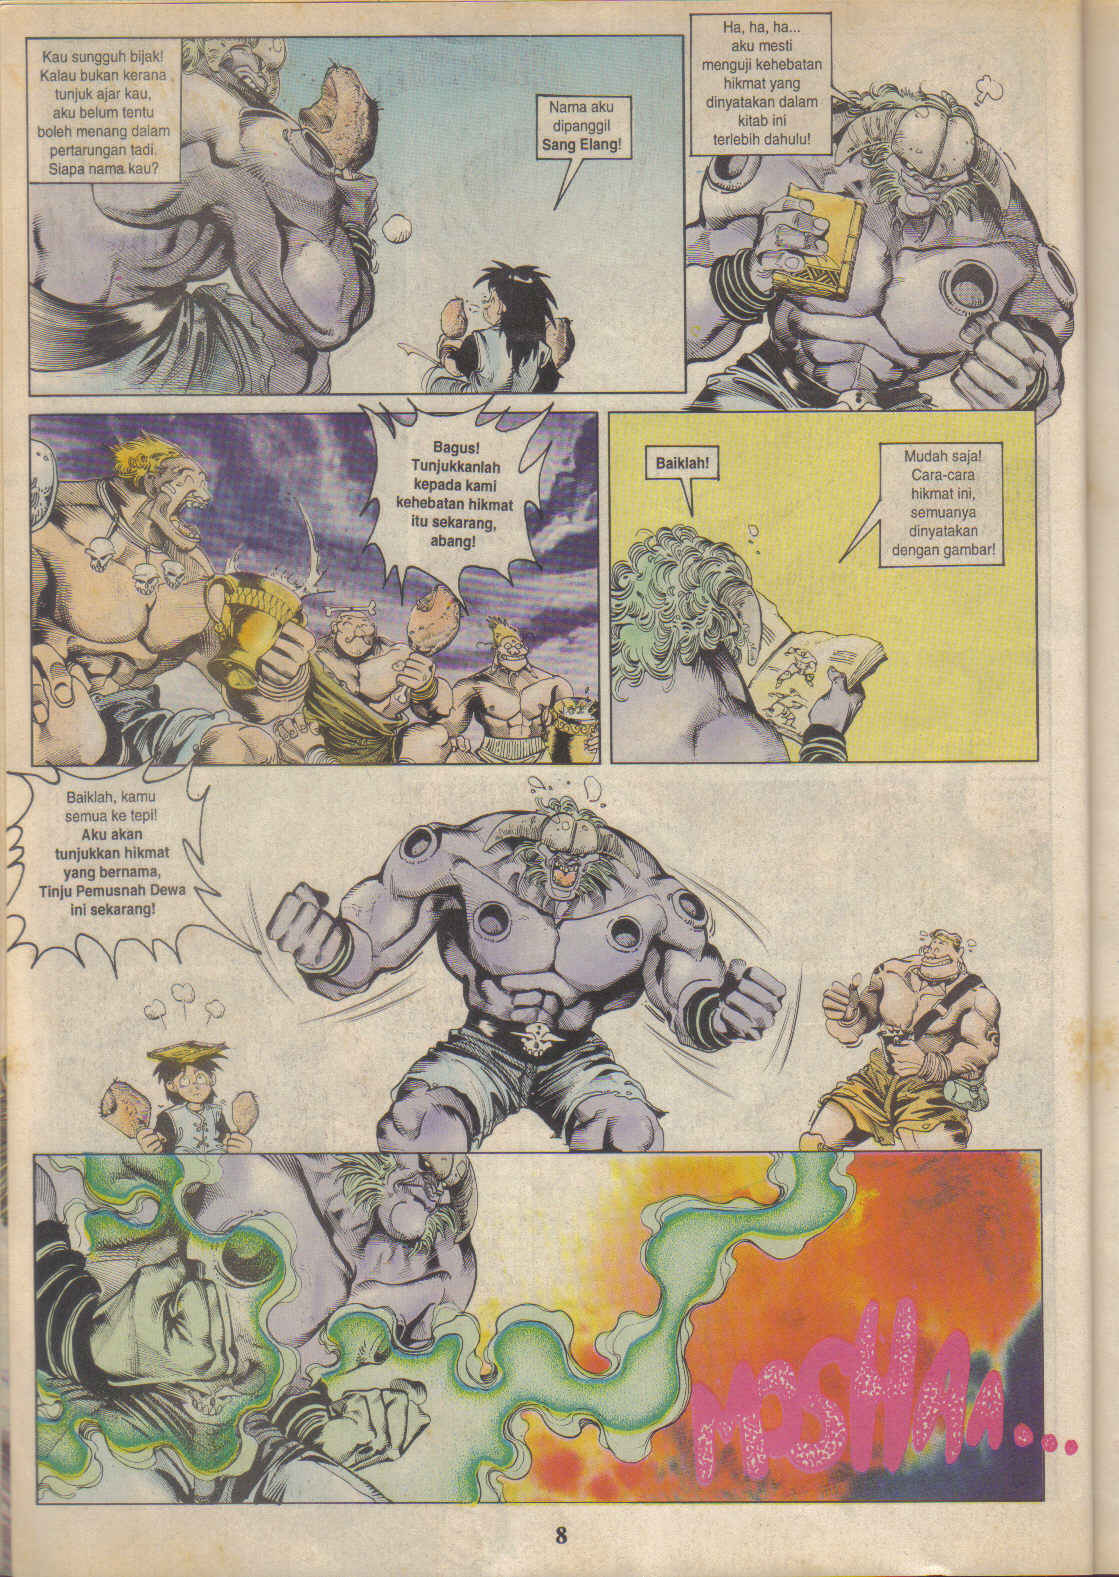 Kau sungguh bijak!
Kalau bukan kerana
tunjuk ajar kau,
aku belum tentu
boleh menang dalam
pertarungan tadi.
Siapa nama kau?
Nama aku
dipanggil
Sang Elang!
Ha, ha, ha...
aku mesti
menguji kehebatan
hikmat yang
dinyatakan dalam
kitab ini
terlebih dahulu!
Bagus!
Tunjukkanlah
kepada kami
kehebatan hikmat
itu sekarang,
abang!
Baiklah!
Mudah saja!
Cara-cara
hikmat ini,
semuanya
dinyatakan
dengan gambar!
Baiklah, kamu
semua ke tepi!
Aku akan
tunjukkan hikmat
yang bernama,
Tinju Pemusnah Dewa
ini sekarang!
MOSHAAA...
8